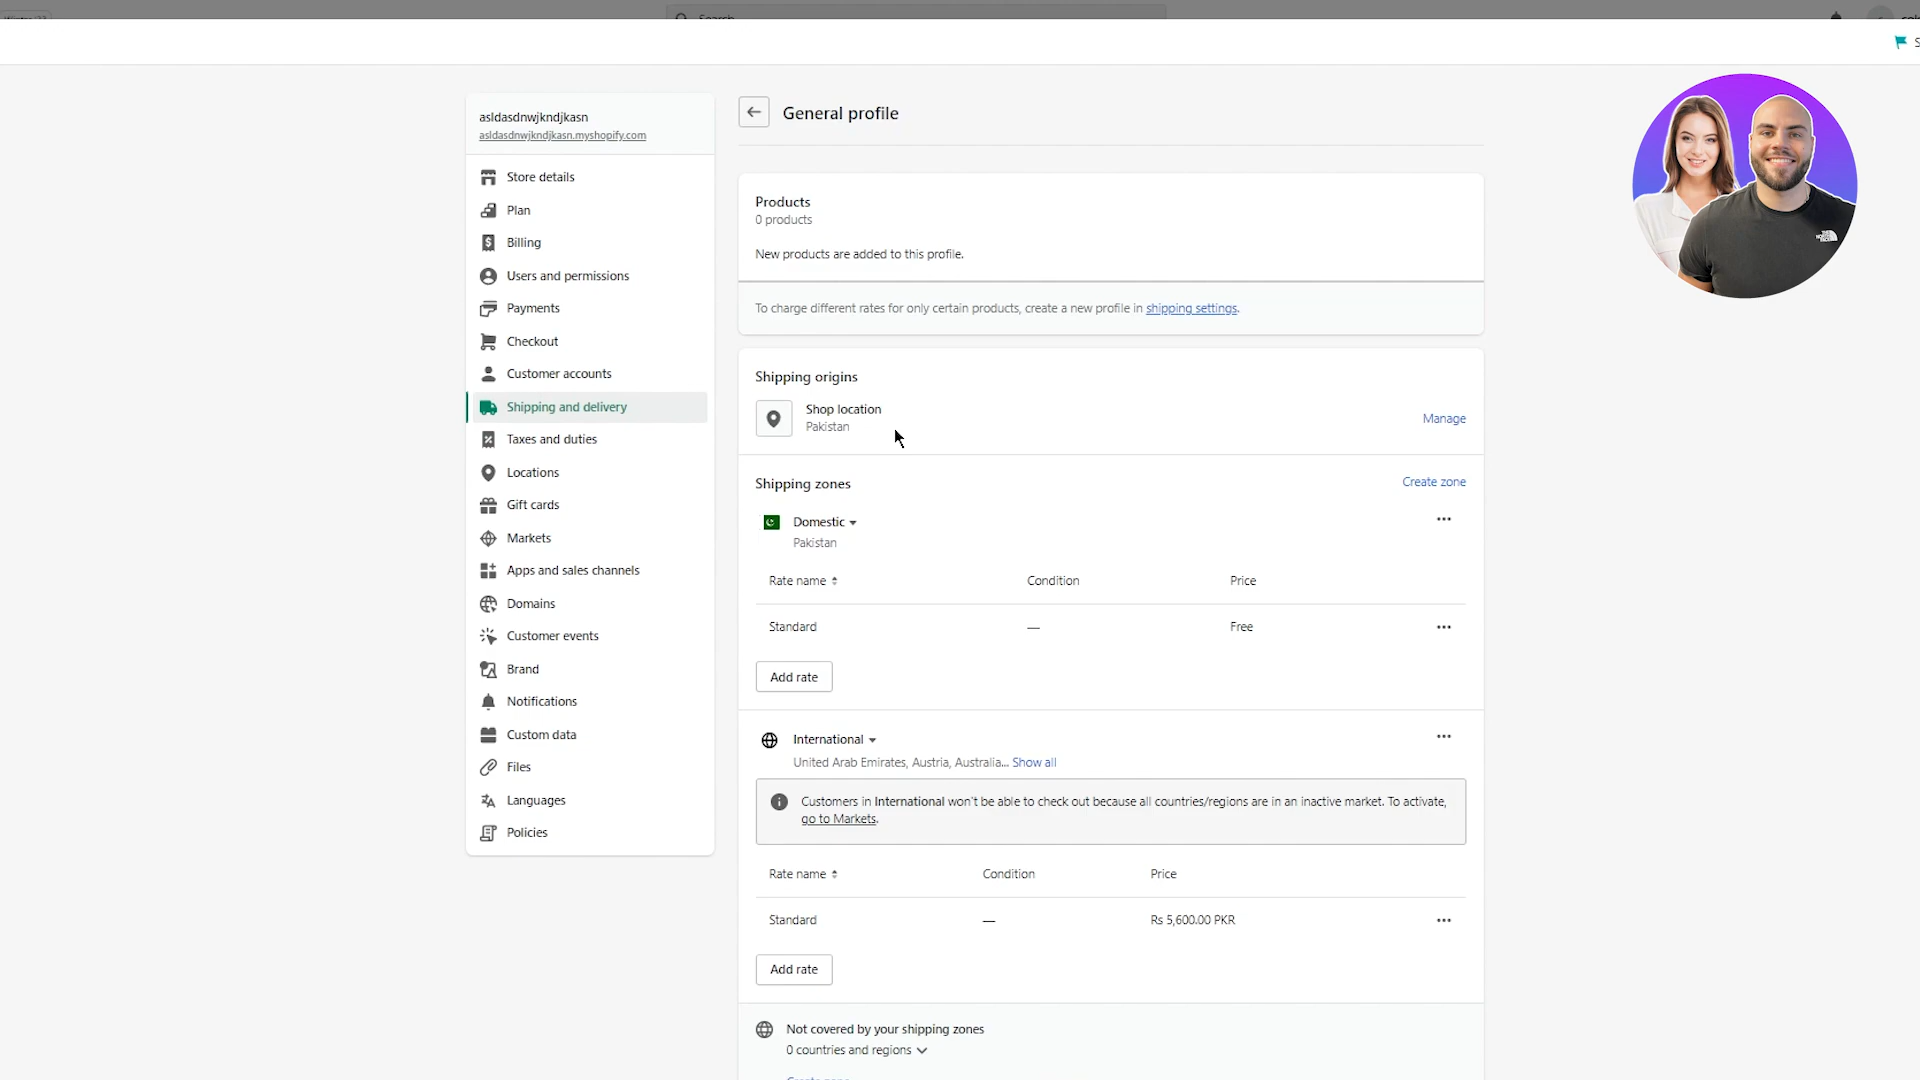 Search
asldasdnwjkndjkasn
asldasdnwjkndjkasn.myshopify.com
Store details
Plan
Billing
Users and permissions
Payments
Checkout
Customer accounts
Shipping and delivery
Taxes and duties
Locations
Gift cards
Markets
Apps and sales channels
Domains
Customer events
Brand
Notifications
Custom data
Files
Languages
Policies
General profile
Products
0 products
New products are added to this profile.
To charge different rates for only certain products, create a new profile in shipping settings.
Shipping origins
Shop location
Pakistan
Manage
Shipping zones
Create zone
Domestic
Pakistan
Rate name Condition Price
Standard — Free
Add rate
International
United Arab Emirates, Austria, Australia... Show all
Customers in International won't be able to check out because all countries/regions are in an inactive market. To activate,
go to Markets.
Rate name Condition Price
Standard — Rs 5,600.00 PKR
Add rate
Not covered by your shipping zones
0 countries and regions
Create zone
THE NORTH FACE